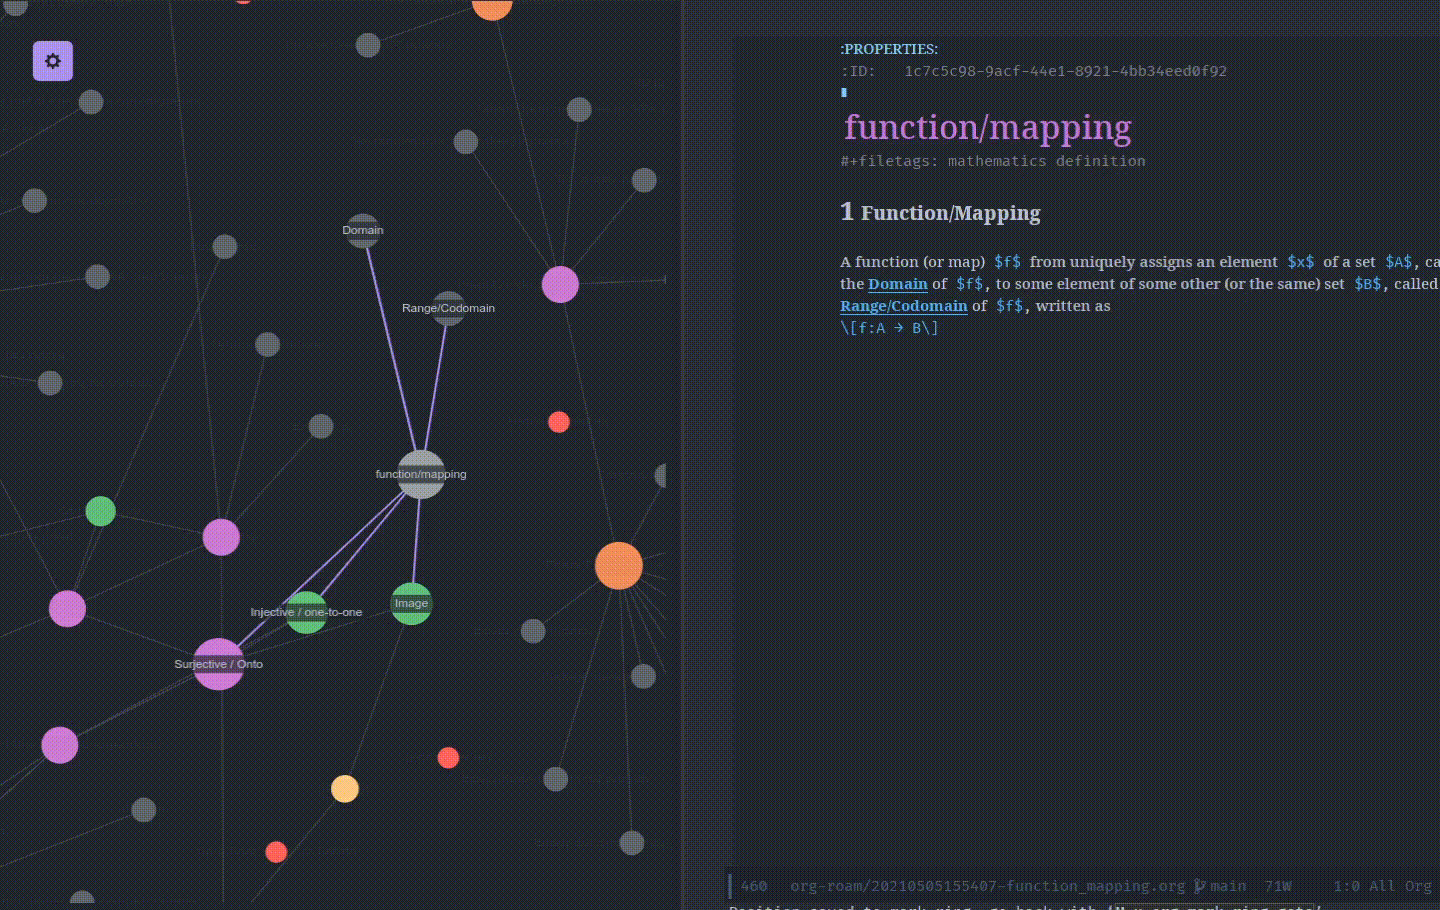 Domain
Range/Codomain
function/mapping
Injective / one-to-one
Image
Surjective / Onto
:PROPERTIES:
:ID: 1c7c5c98-9acf-44e1-8921-4bb34eed0f92
function/mapping
#+filetags: mathematics definition
1 Function/Mapping
A function (or map) $f$ from uniquely assigns an element $x$ of a set $A$,
the Domain of $f$, to some element of some other (or the same) set $B$, called
Range/Codomain of $f$, written as
\[f:A → B\]
460 org-roam/20210505155407-function_mapping.org main 71W 1:0 All Org